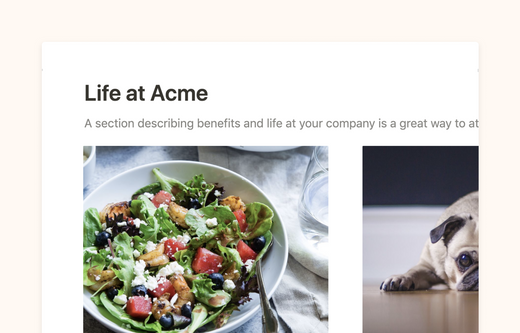 Life at Acme
A section describing benefits and life at your company is a great way to at